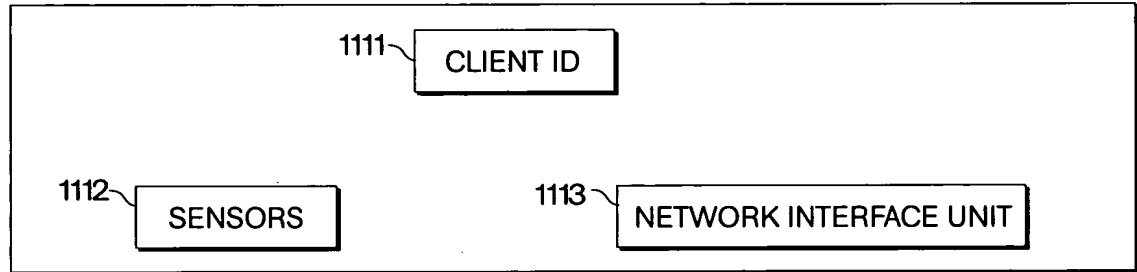 1111
CLIENT ID
1112
SENSORS
1113
NETWORK INTERFACE UNIT